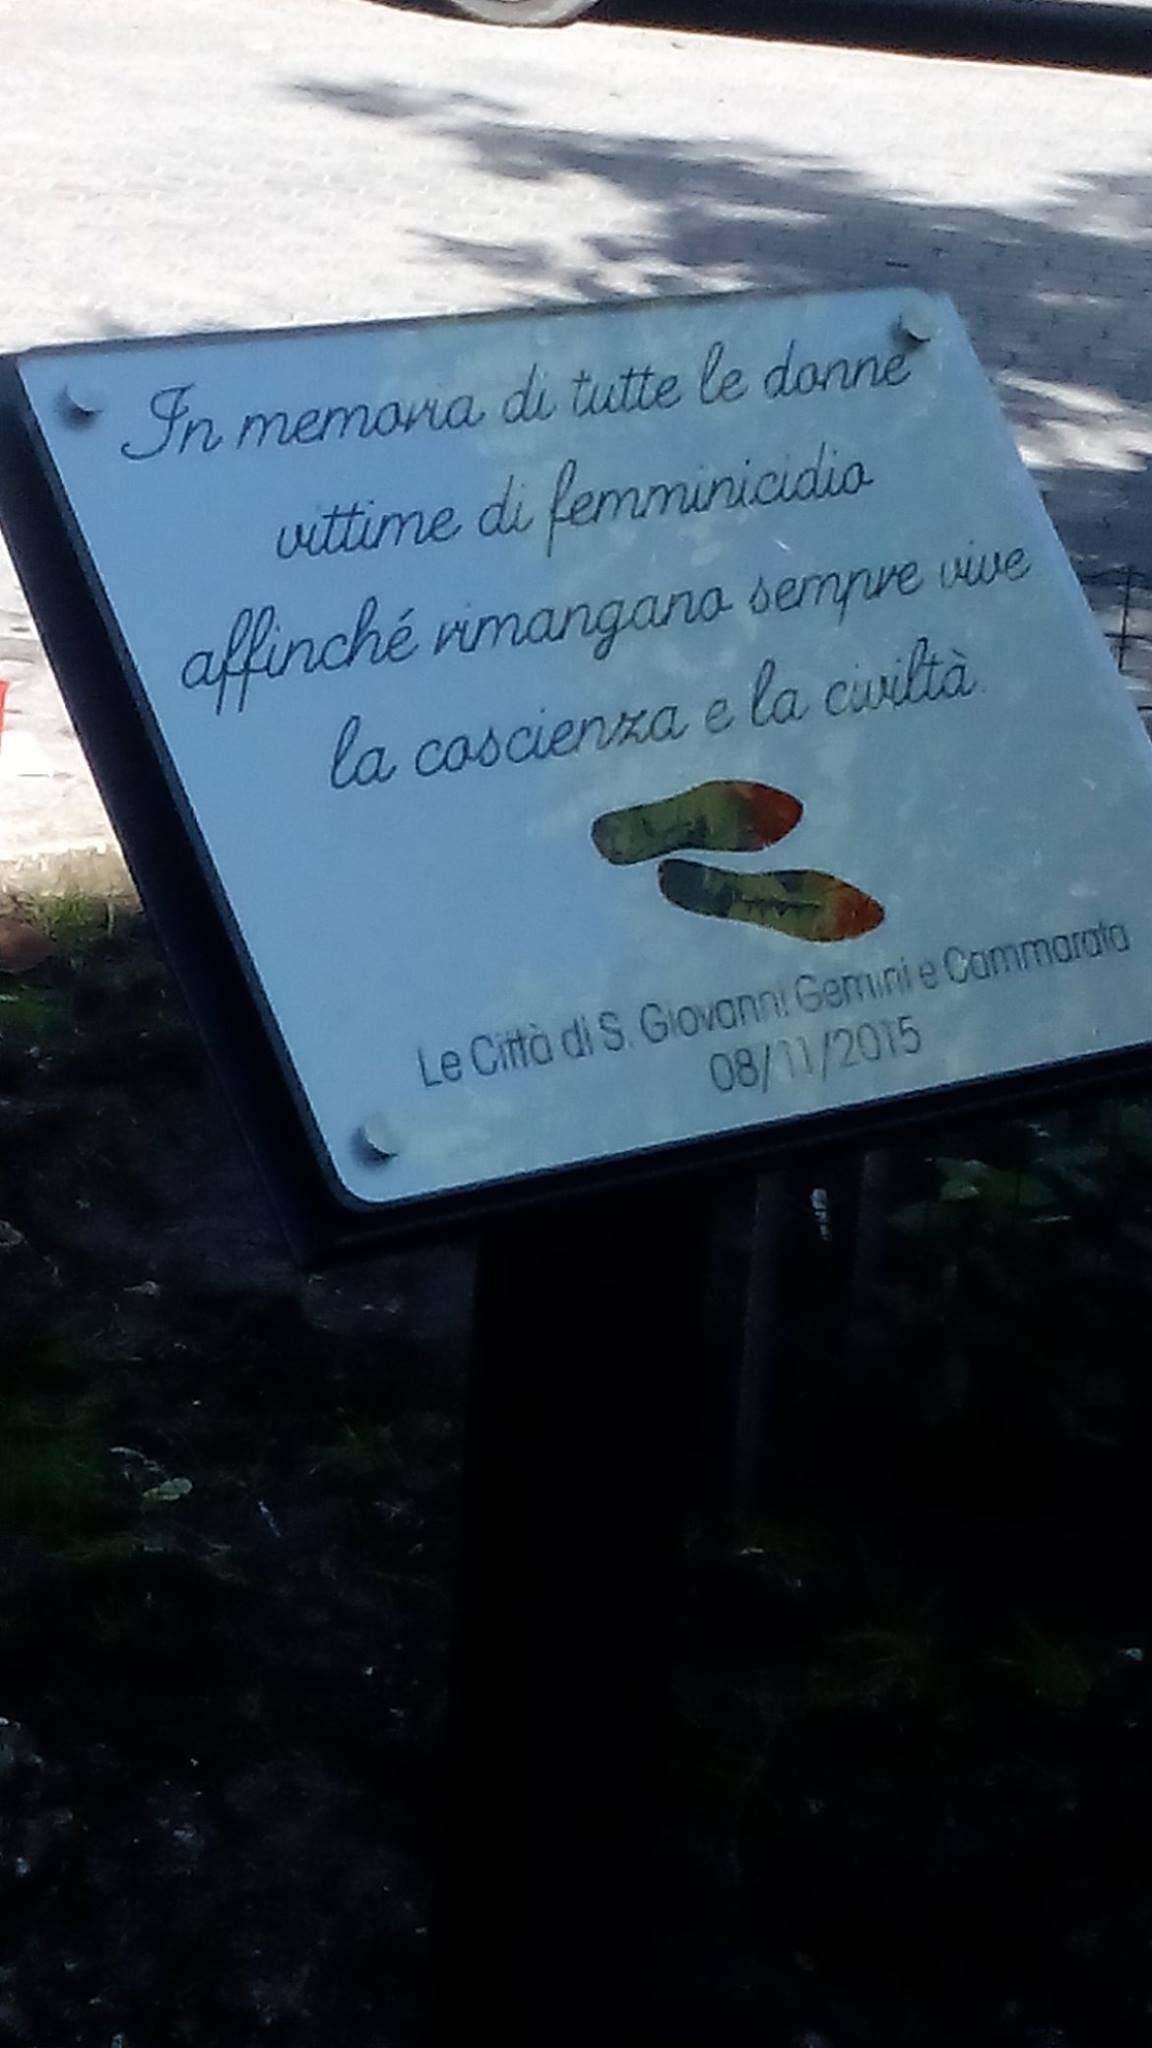 In memoria di tutte le donne
vittime di femminicidio
affinché rimangano sempre vive
la coscienza e la civiltà.
Le Città di S. Giovanni Gemini e Cammarata
08/11/2015